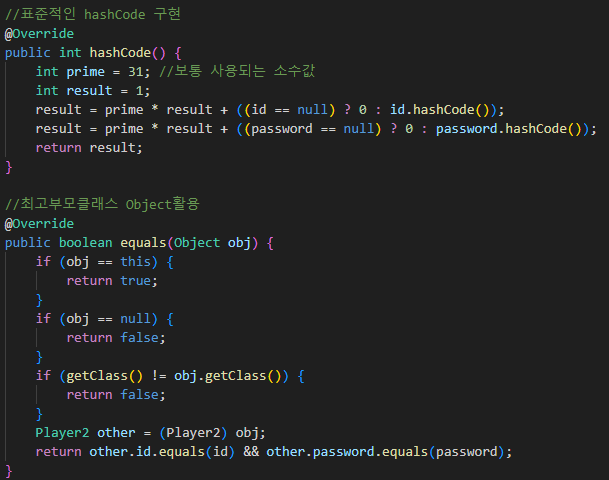 //표준적인 hashCode 구현
@Override
public int hashCode() {
    int prime = 31; //보통 사용되는 소수값
    int result = 1;
    result = prime * result + ((id == null) ? 0 : id.hashCode());
    result = prime * result + ((password == null) ? 0 : password.hashCode());
    return result;
}

//최고부모클래스 Object활용
@Override
public boolean equals(Object obj) {
    if (obj == this) {
        return true;
    }
    if (obj == null) {
        return false;
    }
    if (getClass() != obj.getClass()) {
        return false;
    }
    Player2 other = (Player2) obj;
    return other.id.equals(id) && other.password.equals(password);
}